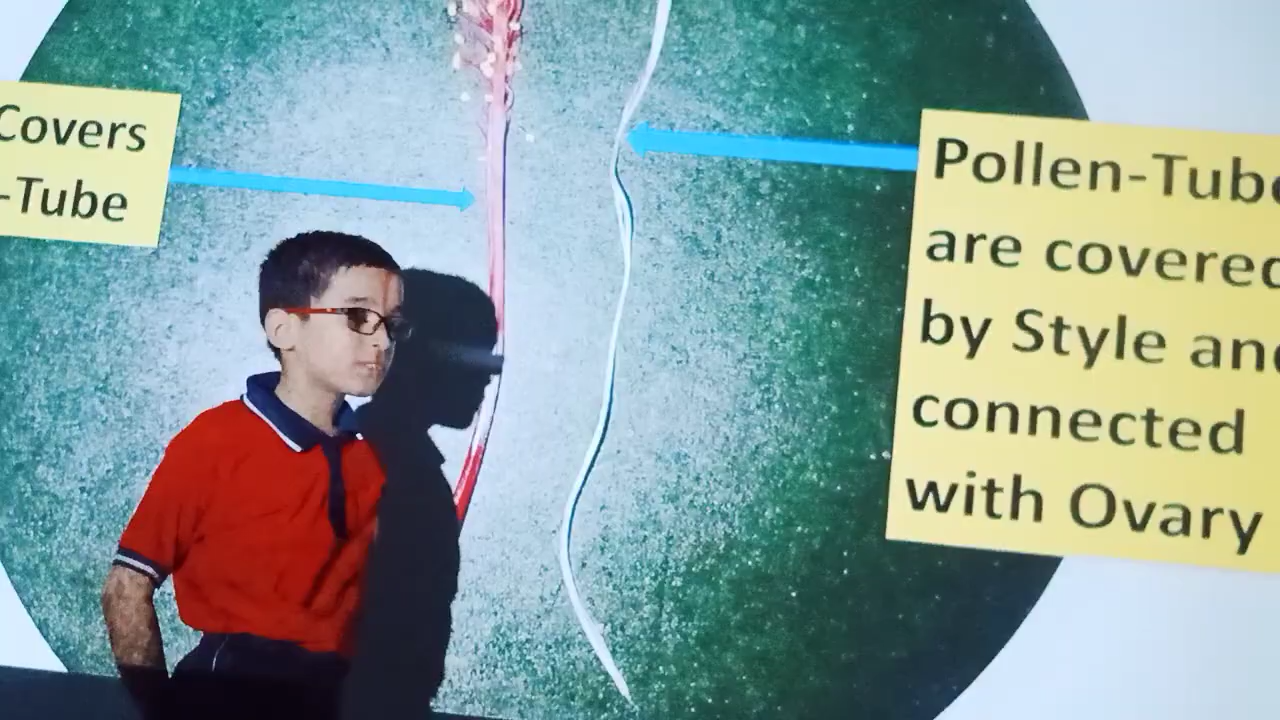 Covers
-Tube
Pollen-Tube
are covered
by Style and
connected
with Ovary